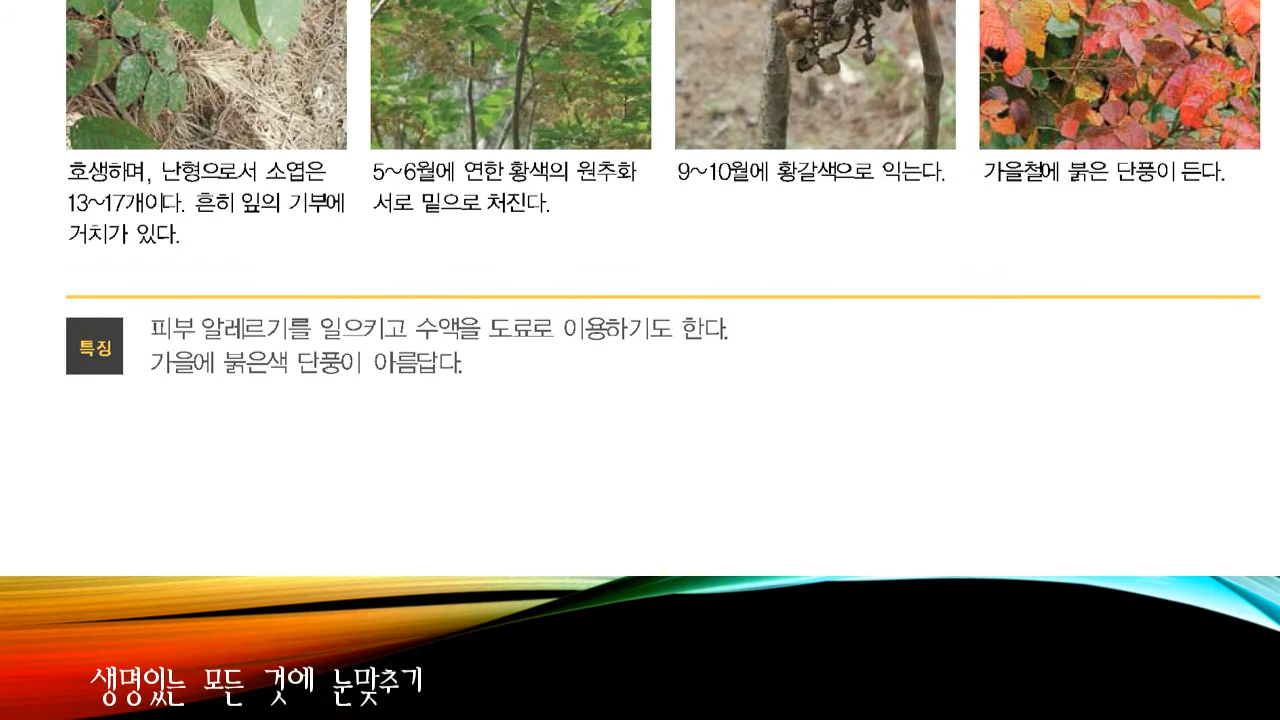 호생하며, 난형으로서 소엽은
13~17개이다. 흔히 잎의 기부에
거치가 있다.
5~6월에 연한 황색의 원추화
서로 밑으로 처진다.
9~10월에 황갈색으로 익는다.
가을철에 붉은 단풍이 든다.
특징
피부 알레르기를 일으키고 수액을 도료로 이용하기도 한다.
가을에 붉은색 단풍이 아름답다.
생명있는 모든 것에 눈맞추기